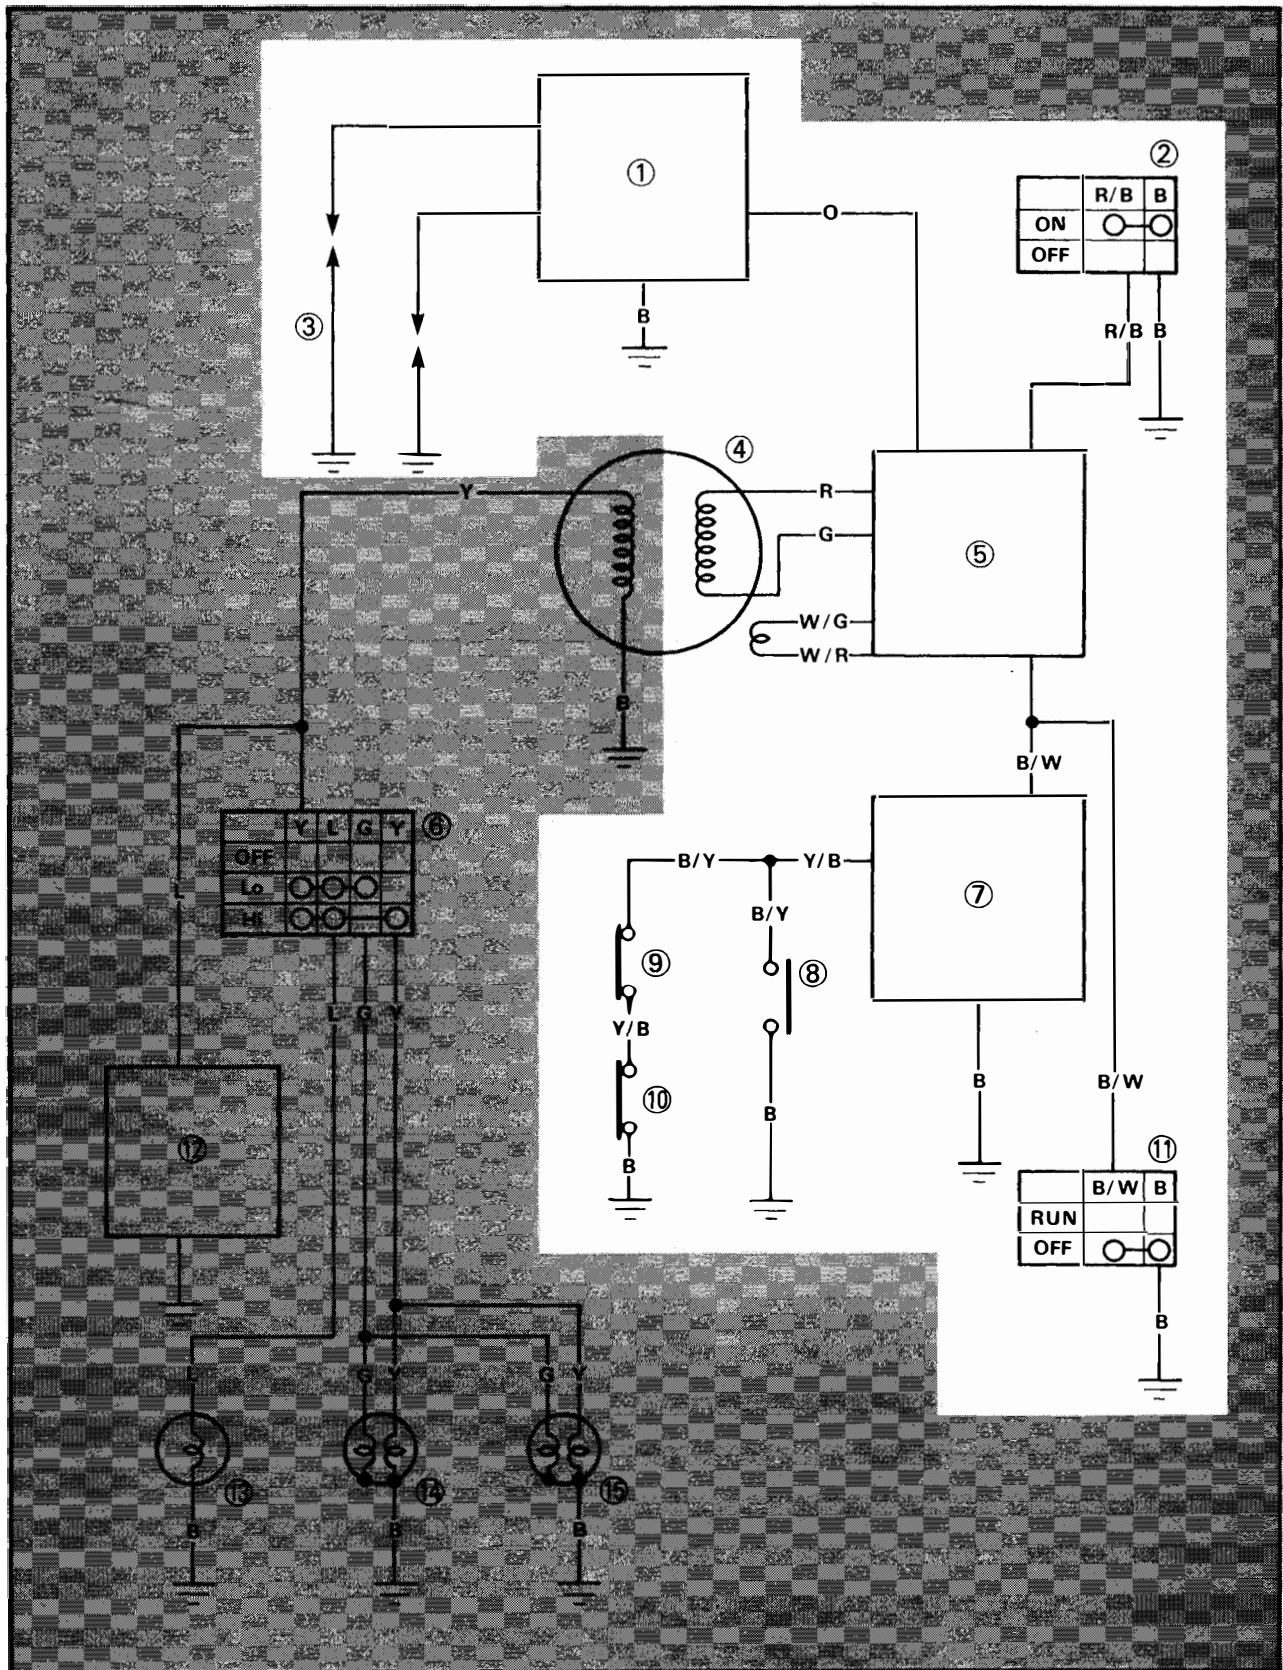 ①
②
R/B B
ON
OFF
O
B
③
R/B B
④
Y
R
G
⑤
W/G
W/R
B
B/W
Y L G Y ⑥
OFF
Lo
Hi
B/Y Y/B
⑦
L
B/Y
⑨
⑧
L G Y
Y/B
B
B/W
⑩
B
⑫
B
⑪
B/W B
RUN
OFF
B
L G Y G Y
⑬ ⑭ ⑮
B B B